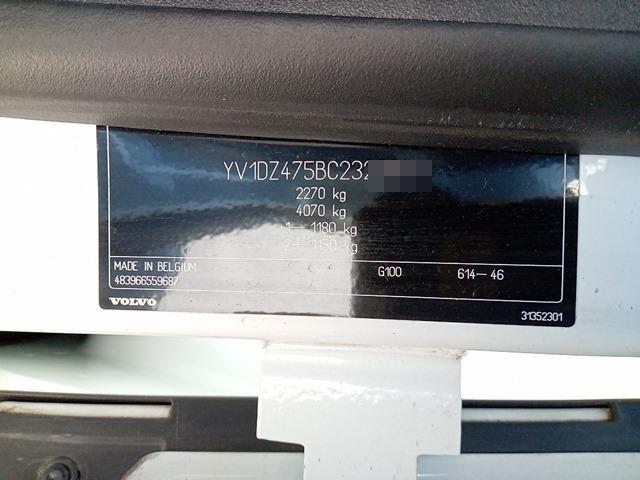 YV1DZ475BC232
2270 kg
4070 kg
1– 1180 kg
2– 1150 kg
MADE IN BELGIUM G100 614–46
483966559687
VOLVO 31352301